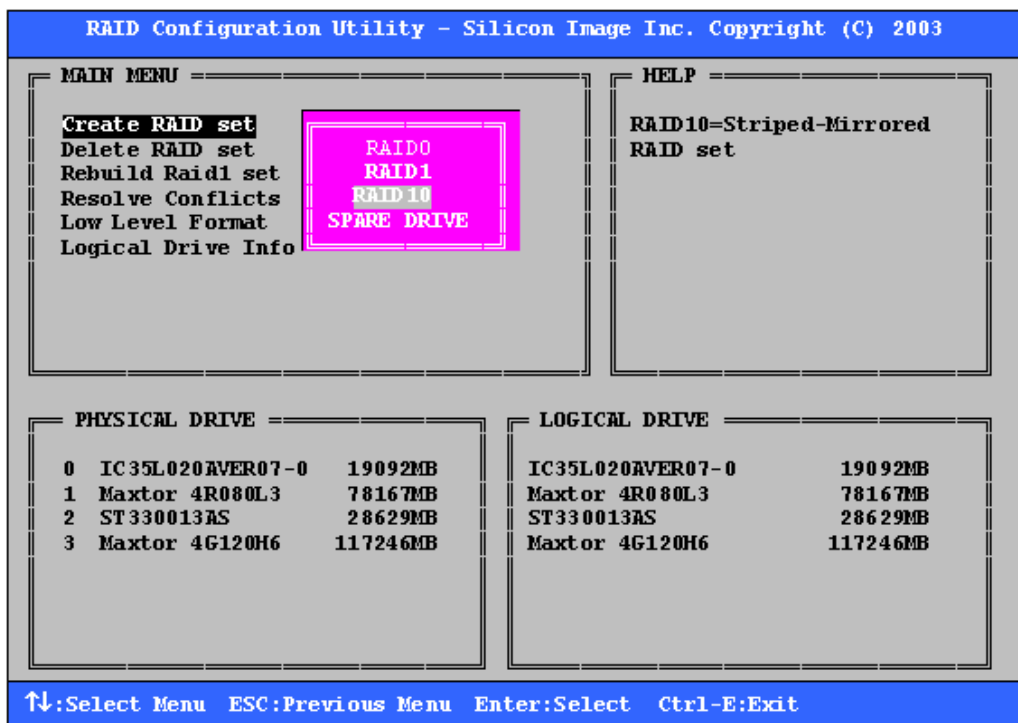 RAID Configuration Utility - Silicon Image Inc. Copyright (C) 2003
MAIN MENU
Create RAID set
Delete RAID set
Rebuild Raid1 set
Resolve Conflicts
Low Level Format
Logical Drive Info
RAID0
RAID1
RAID10
SPARE DRIVE
HELP
RAID10=Striped-Mirrored
RAID set
PHYSICAL DRIVE
0 IC35L020AVER07-0 19092MB
1 Maxtor 4R080L3 78167MB
2 ST330013AS 28629MB
3 Maxtor 4G120H6 117246MB
LOGICAL DRIVE
IC35L020AVER07-0 19092MB
Maxtor 4R080L3 78167MB
ST330013AS 28629MB
Maxtor 4G120H6 117246MB
↑↓:Select Menu ESC:Previous Menu Enter:Select Ctrl-E:Exit